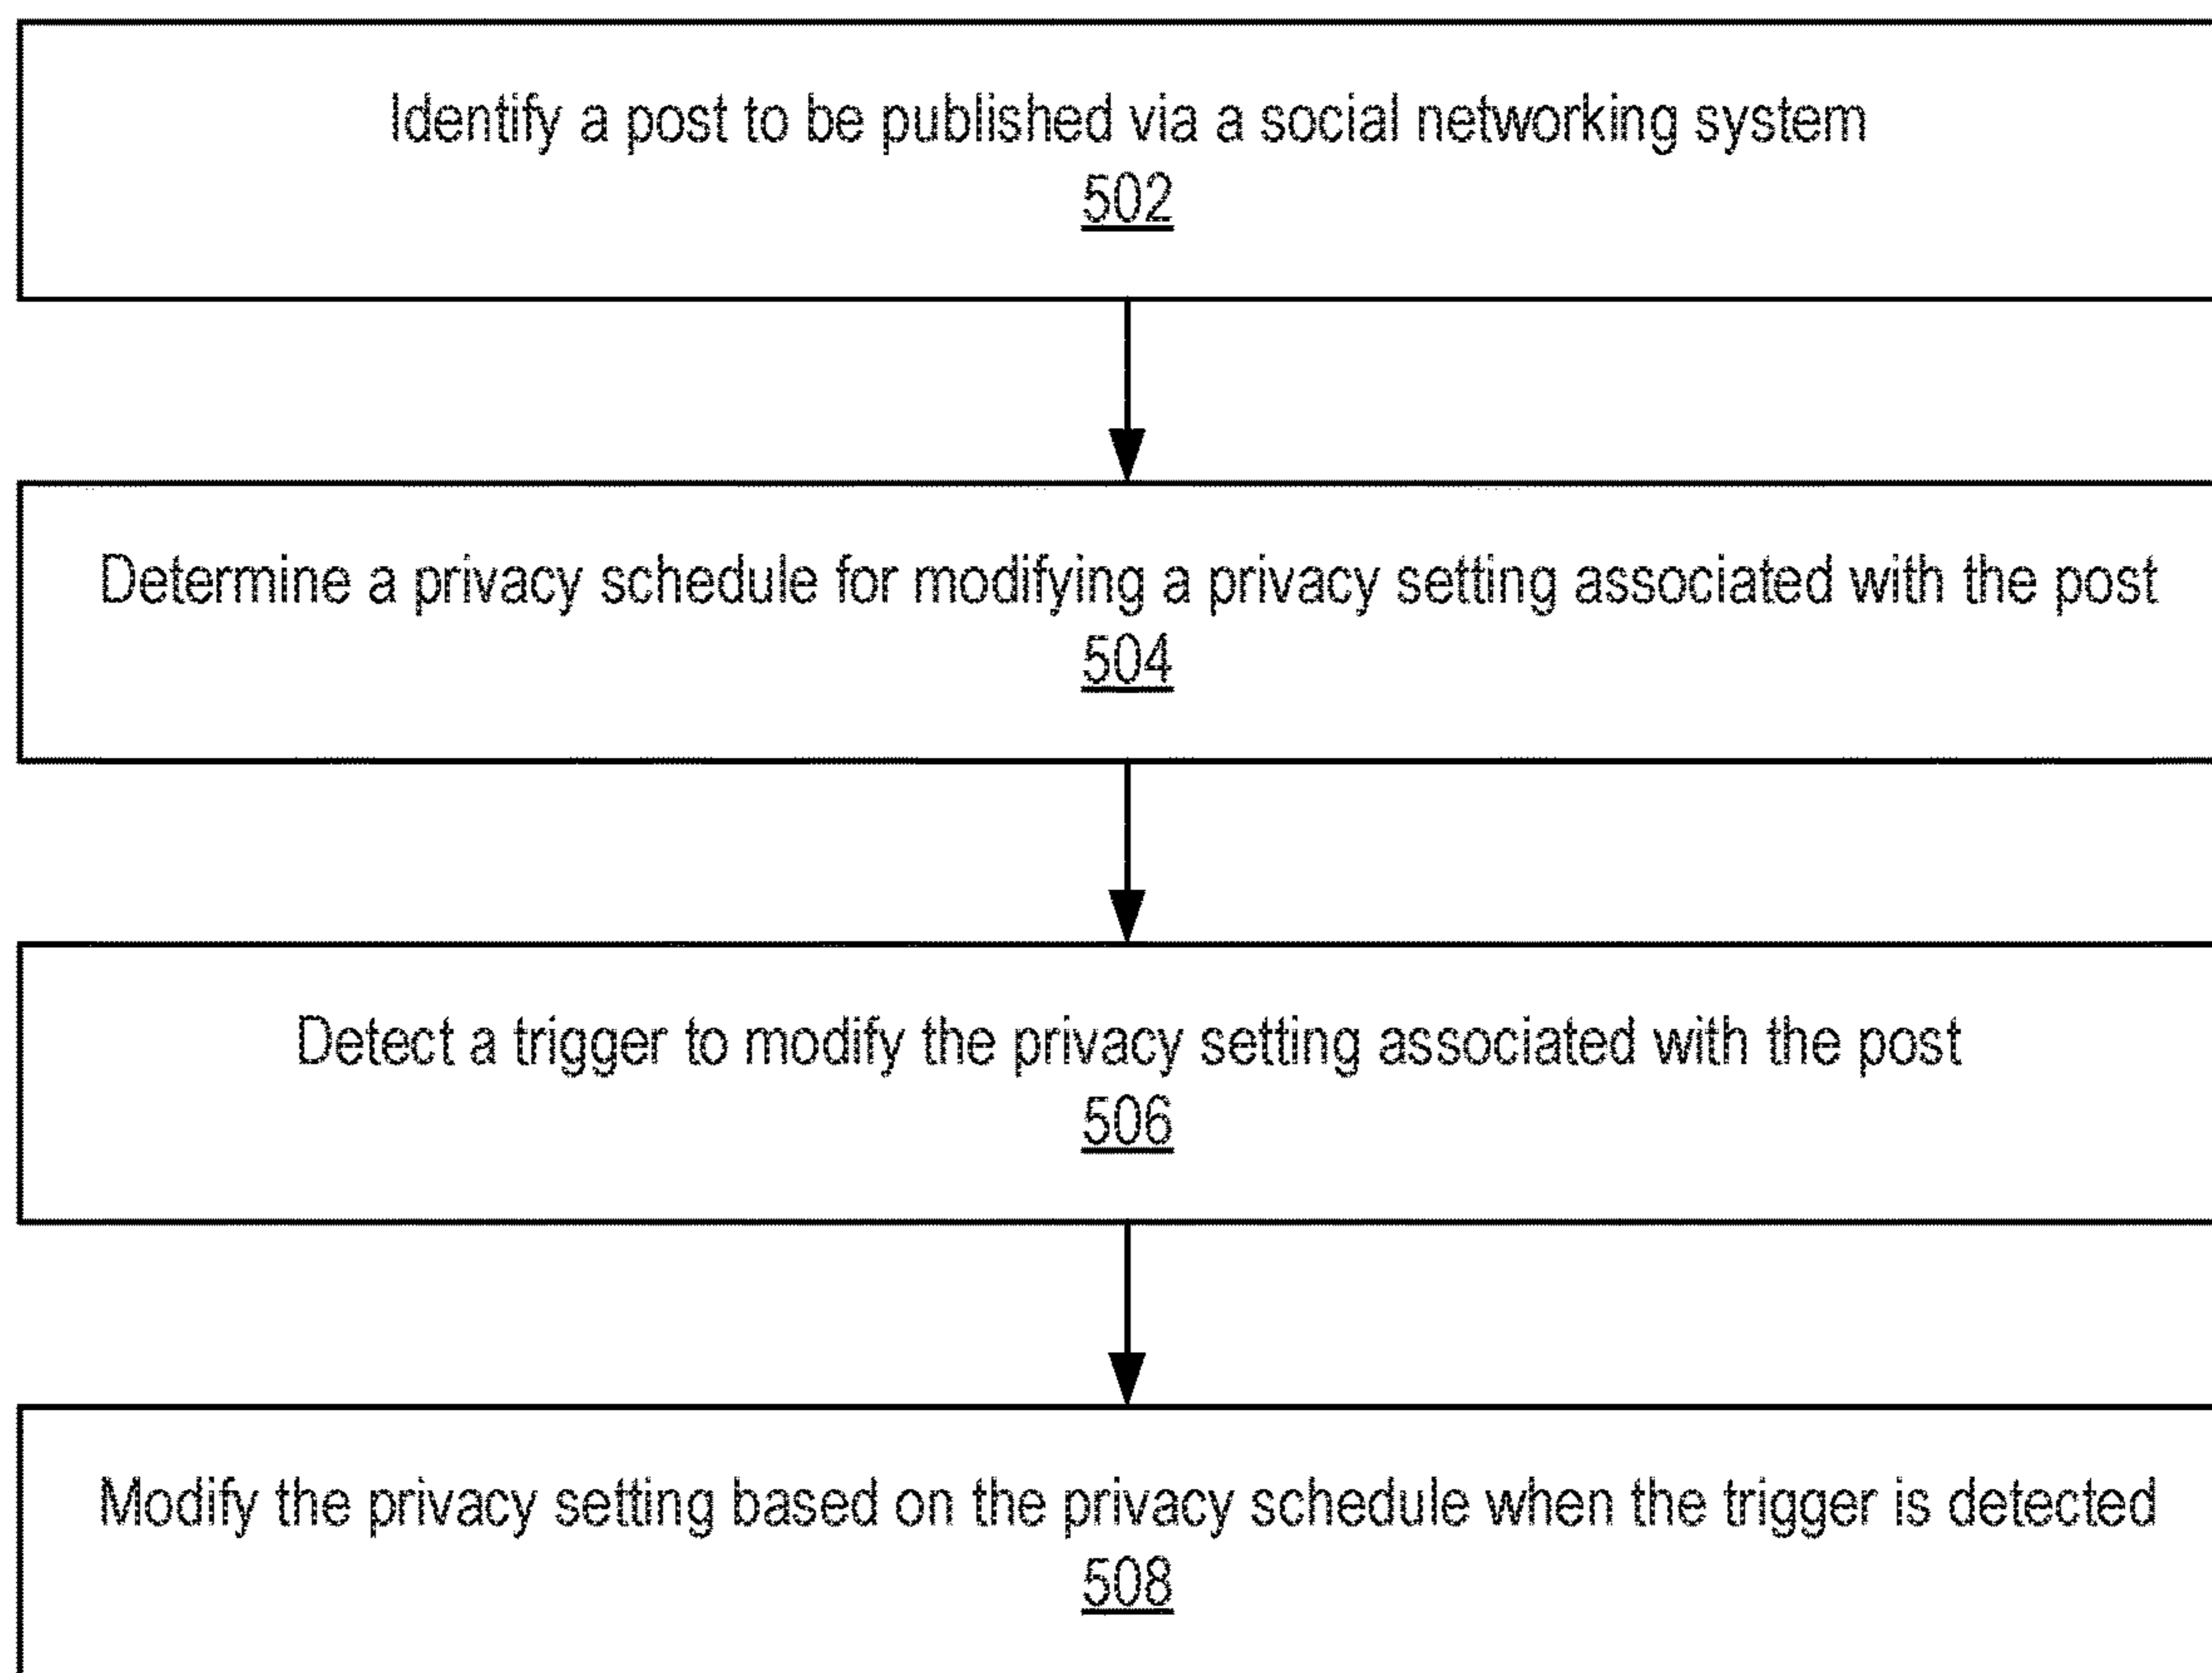 Identify a post to be published via a social networking system
502
Determine a privacy schedule for modifying a privacy setting associated with the post
504
Detect a trigger to modify the privacy setting associated with the post
506
Modify the privacy setting based on the privacy schedule when the trigger is detected
508